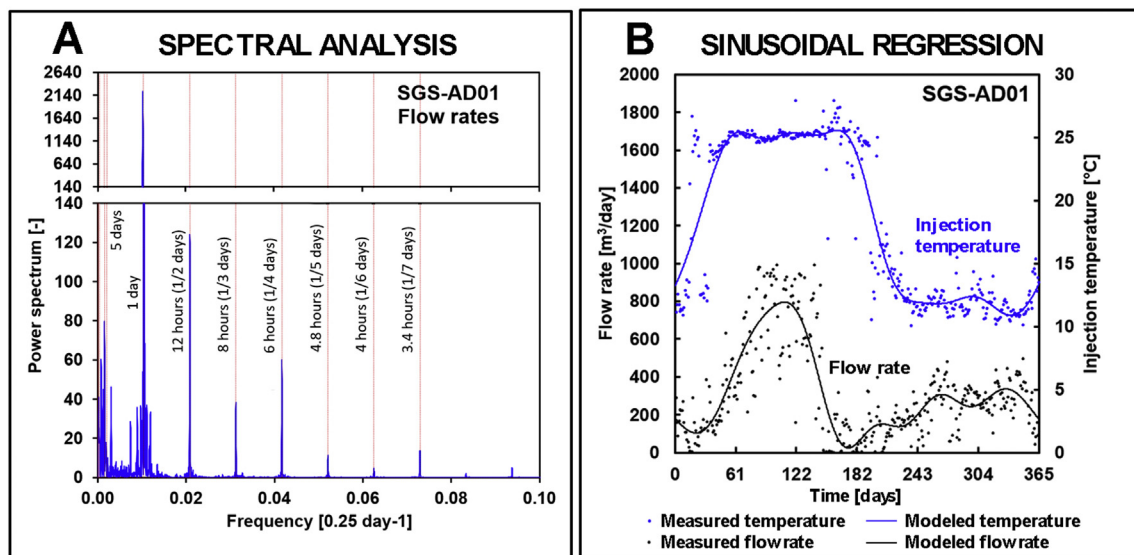 A SPECTRAL ANALYSIS
2640
2140
1640
1140
640
140
SGS-AD01
Flow rates
140
120
100
80
60
40
20
0
Power spectrum [-]
5 days
1 day
12 hours (1/2 days)
8 hours (1/3 days)
6 hours (1/4 days)
4.8 hours (1/5 days)
4 hours (1/6 days)
3.4 hours (1/7 days)
0.00 0.02 0.04 0.06 0.08 0.10
Frequency [0.25 day-1]
B SINUSOIDAL REGRESSION
2000
1800
1600
1400
1200
1000
800
600
400
200
0
Flow rate [m³/day]
SGS-AD01
Injection
temperature
Flow rate
30
25
20
15
10
5
0
Injection temperature [°C]
0 61 122 182 243 304 365
Time [days]
Measured temperature
Modeled temperature
Measured flowrate
Modeled flowrate